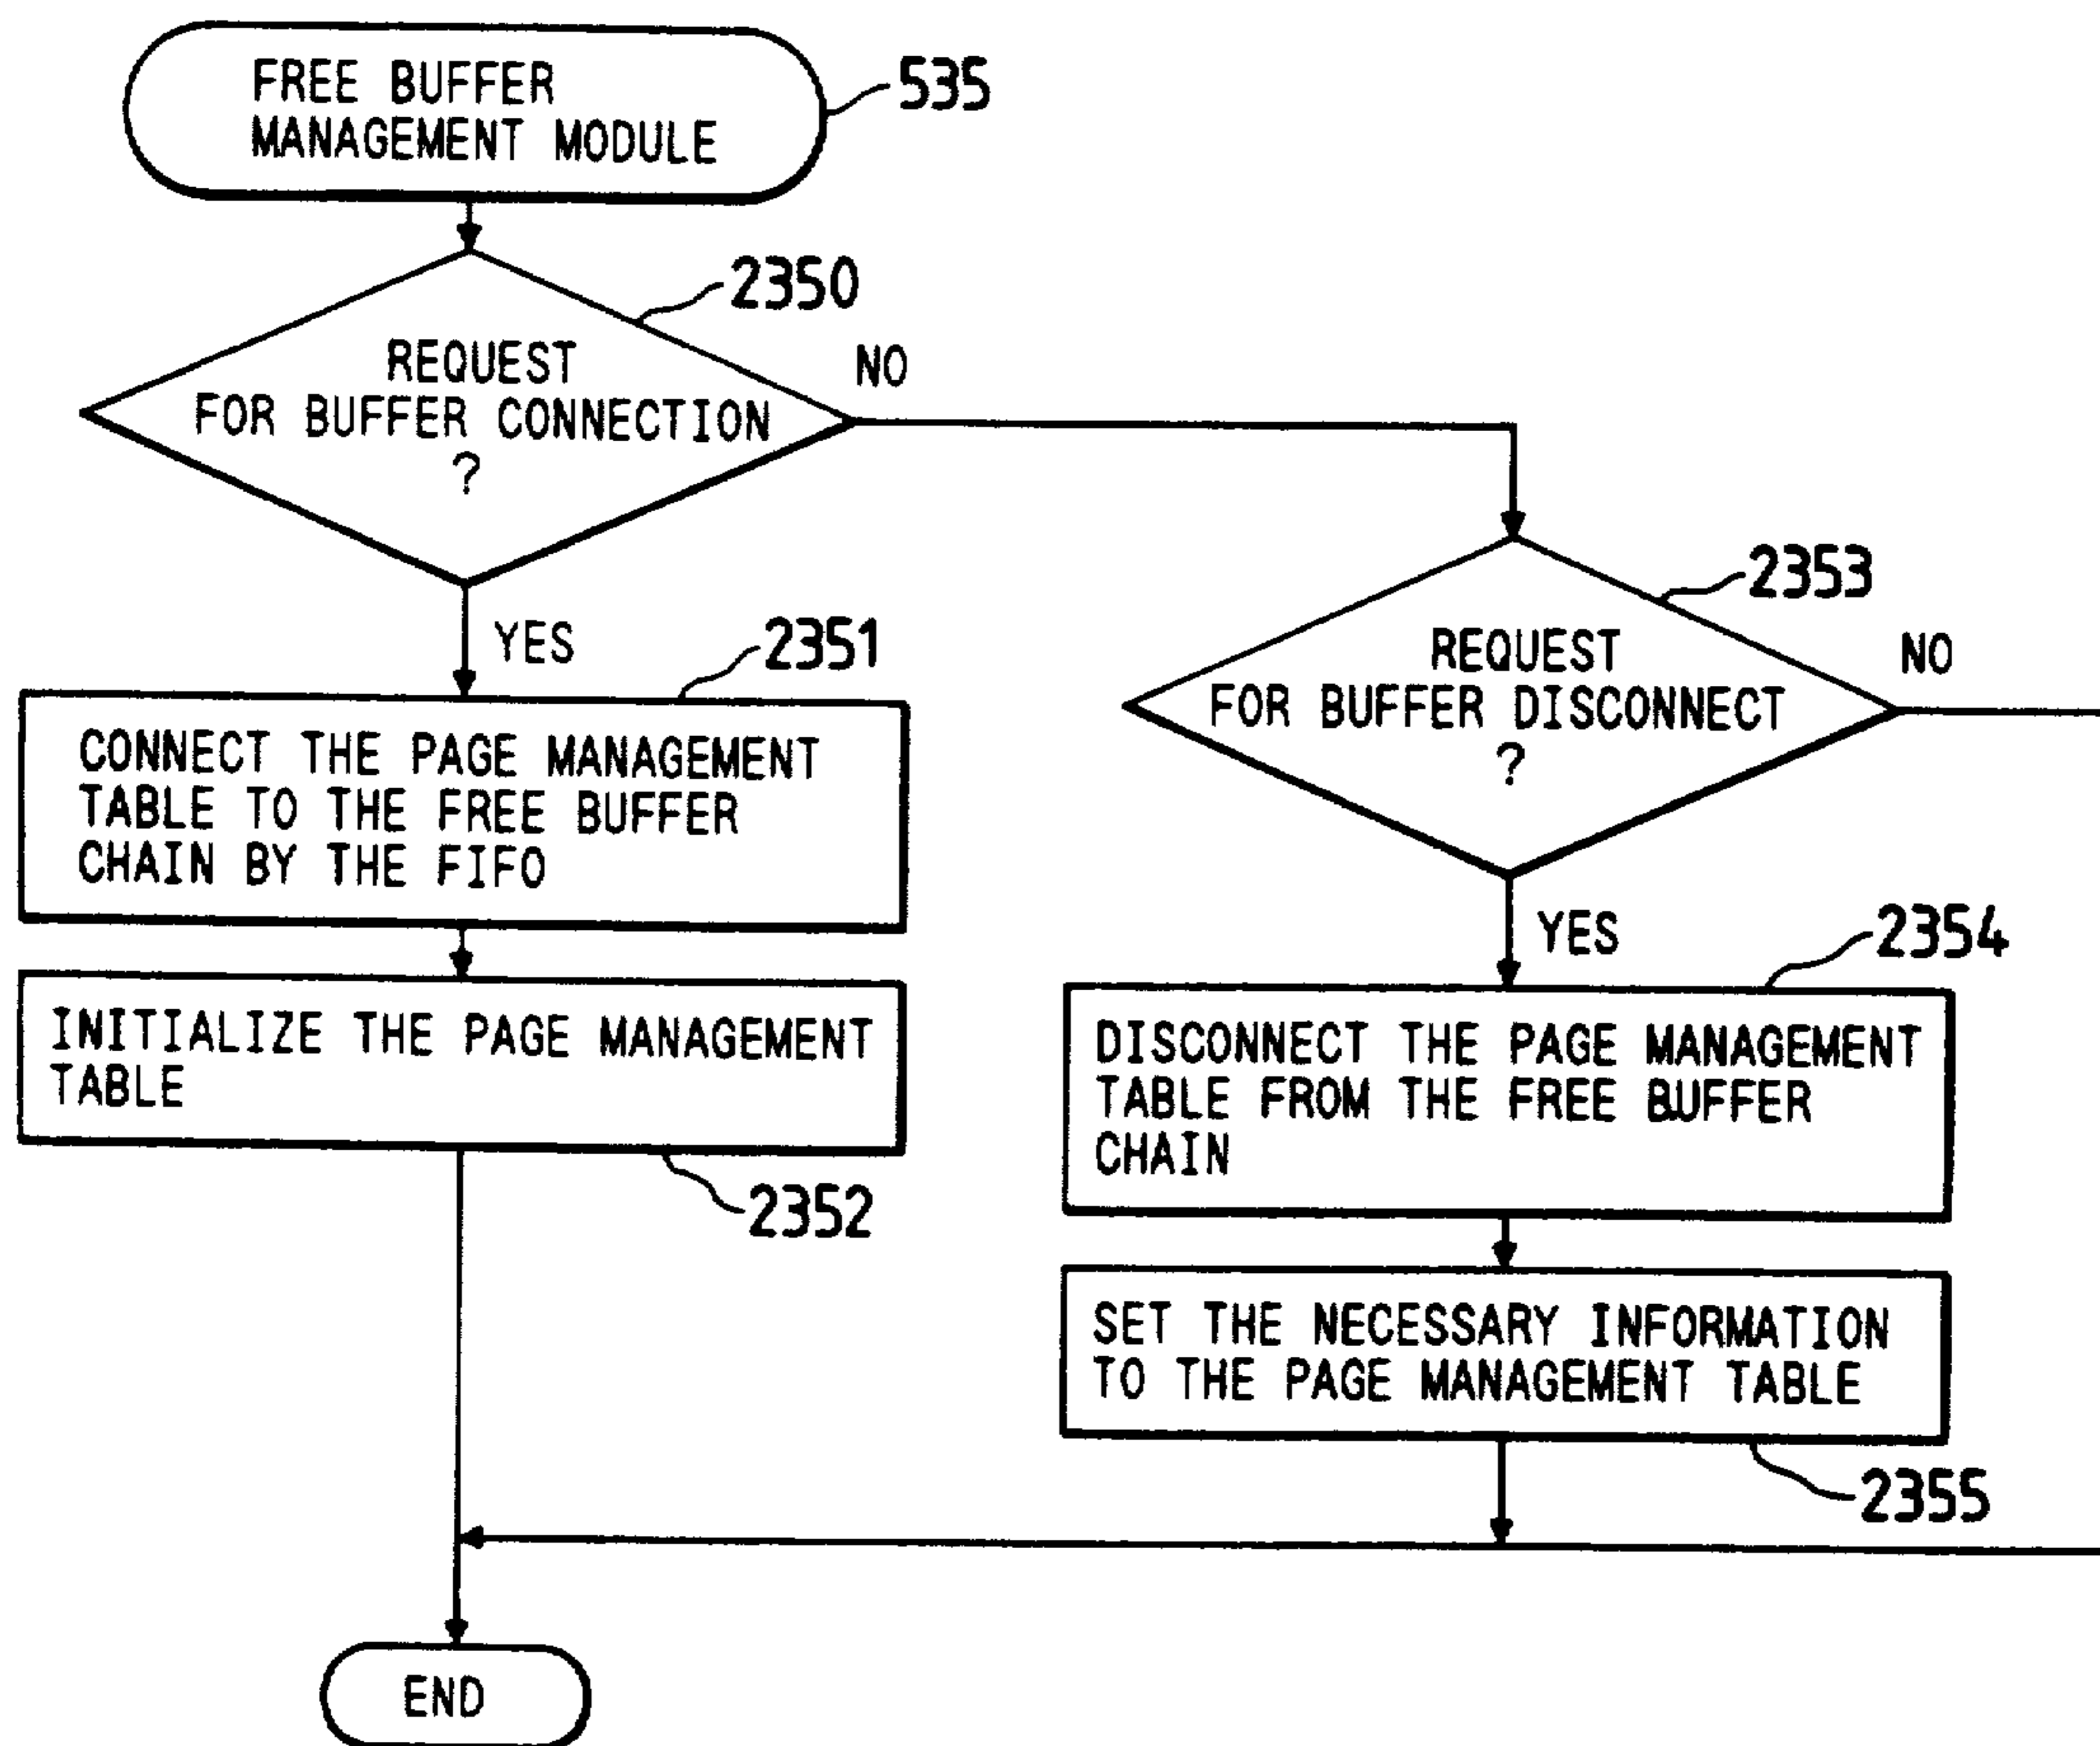 FREE BUFFER
MANAGEMENT MODULE
535
2350
REQUEST
FOR BUFFER CONNECTION
?
NO
YES
2351
CONNECT THE PAGE MANAGEMENT
TABLE TO THE FREE BUFFER
CHAIN BY THE FIFO
INITIALIZE THE PAGE MANAGEMENT
TABLE
2352
2353
REQUEST
FOR BUFFER DISCONNECT
?
NO
YES
2354
DISCONNECT THE PAGE MANAGEMENT
TABLE FROM THE FREE BUFFER
CHAIN
SET THE NECESSARY INFORMATION
TO THE PAGE MANAGEMENT TABLE
2355
END